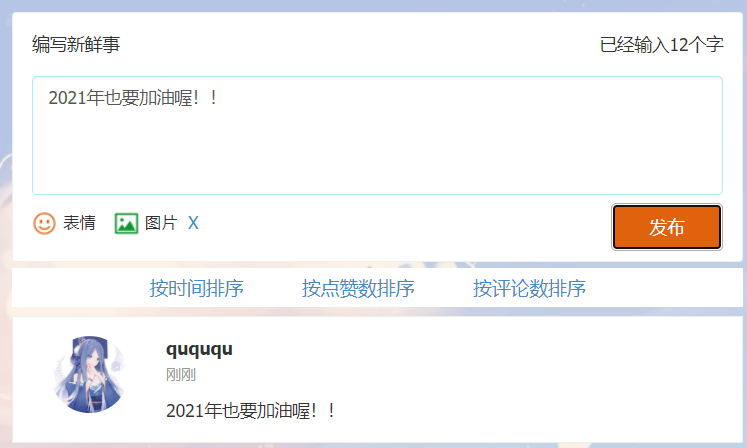 编写新鲜事 已经输入12个字
2021年也要加油喔！！
表情 图片 X 发布
按时间排序 按点赞数排序 按评论数排序
quququ
刚刚
2021年也要加油喔！！